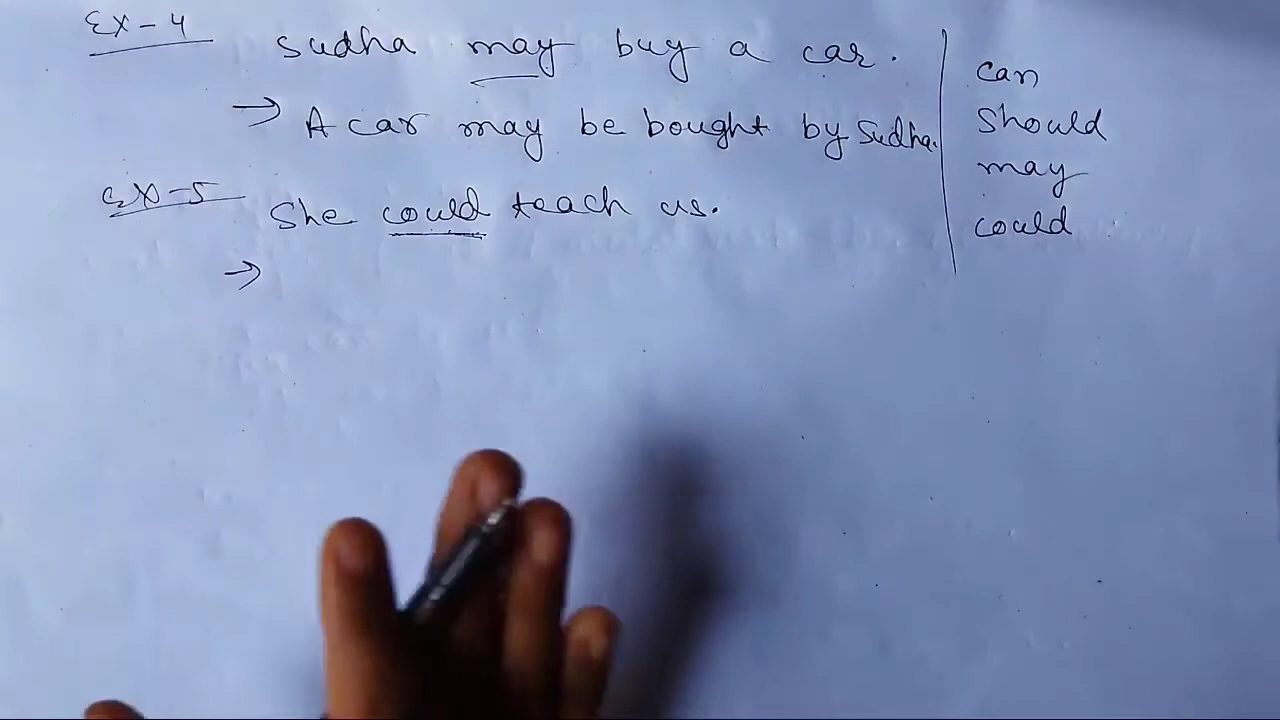 Ex - 4
Sudha may buy a car.
→ A car may be bought by Sudha.
Ex - 5
She could teach us.
→
can
should
may
could